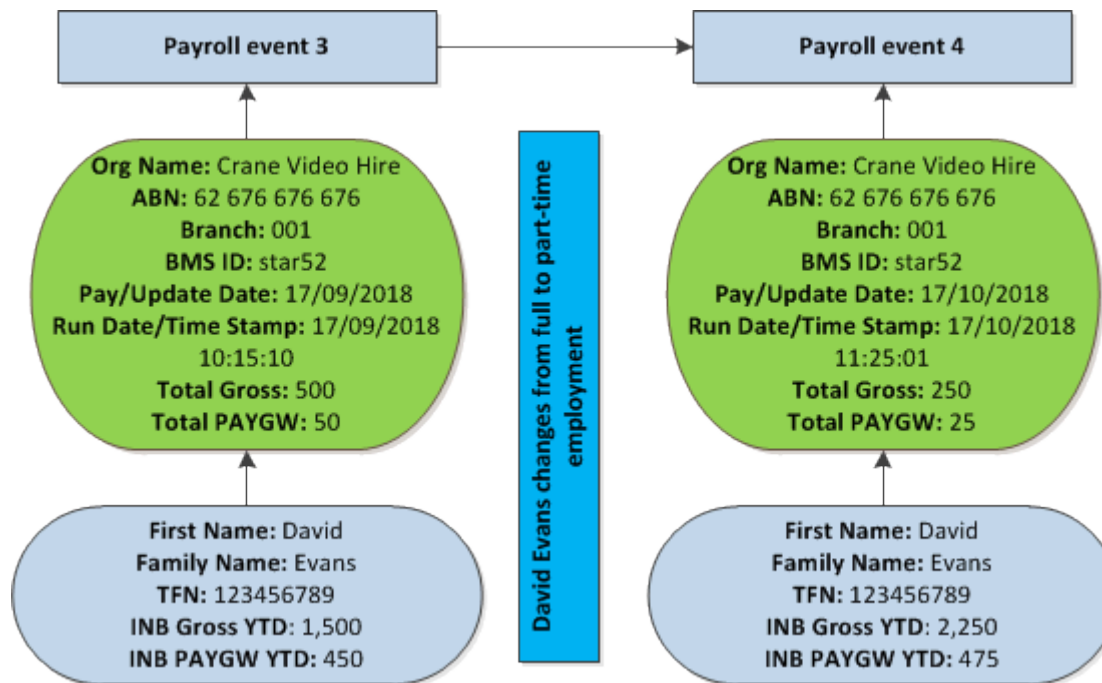 Payroll event 3
Org Name: Crane Video Hire
ABN: 62 676 676 676
Branch: 001
BMS ID: star52
Pay/Update Date: 17/09/2018
Run Date/Time Stamp: 17/09/2018
10:15:10
Total Gross: 500
Total PAYGW: 50
First Name: David
Family Name: Evans
TFN: 123456789
INB Gross YTD: 1,500
INB PAYGW YTD: 450
David Evans changes from full to part-time
employment
Payroll event 4
Org Name: Crane Video Hire
ABN: 62 676 676 676
Branch: 001
BMS ID: star52
Pay/Update Date: 17/10/2018
Run Date/Time Stamp: 17/10/2018
11:25:01
Total Gross: 250
Total PAYGW: 25
First Name: David
Family Name: Evans
TFN: 123456789
INB Gross YTD: 2,250
INB PAYGW YTD: 475